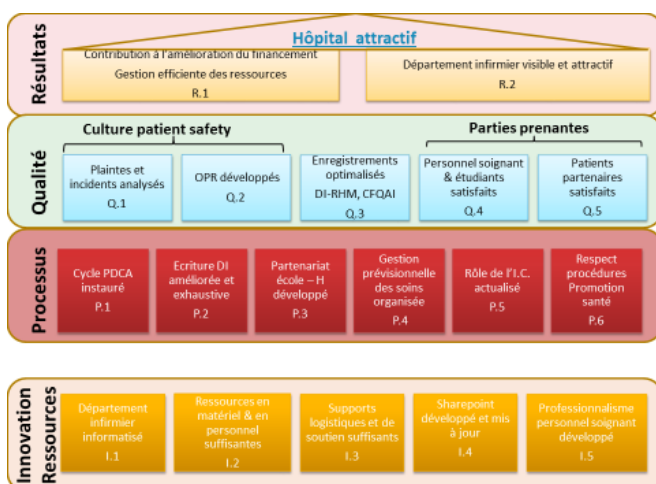 Résultats
Hôpital attractif
Contribution à l'amélioration du financement
Gestion efficiente des ressources
R.1
Département infirmier visible et attractif
R.2
Qualité
Culture patient safety
Parties prenantes
Plaintes et
incidents analysés
Q.1
OPR développés
Q.2
Enregistrements
optimalisés
DI-RHM, CFQAI
Q.3
Personnel soignant
& étudiants
satisfaits
Q.4
Patients
partenaires
satisfaits
Q.5
Processus
Cycle PDCA
instauré
P.1
Ecriture DI
améliorée et
exhaustive
P.2
Partenariat
école – H
développé
P.3
Gestion
prévisionnelle
des soins
organisée
P.4
Rôle de l'I.C.
actualisé
P.5
Respect
procédures
Promotion
santé
P.6
Innovation
Ressources
Département
infirmier
informatisé
I.1
Ressources en
matériel & en
personnel
suffisantes
I.2
Supports
logistiques et de
soutien suffisants
I.3
Sharepoint
développé et mis
à jour
I.4
Professionnalisme
personnel soignant
développé
I.5